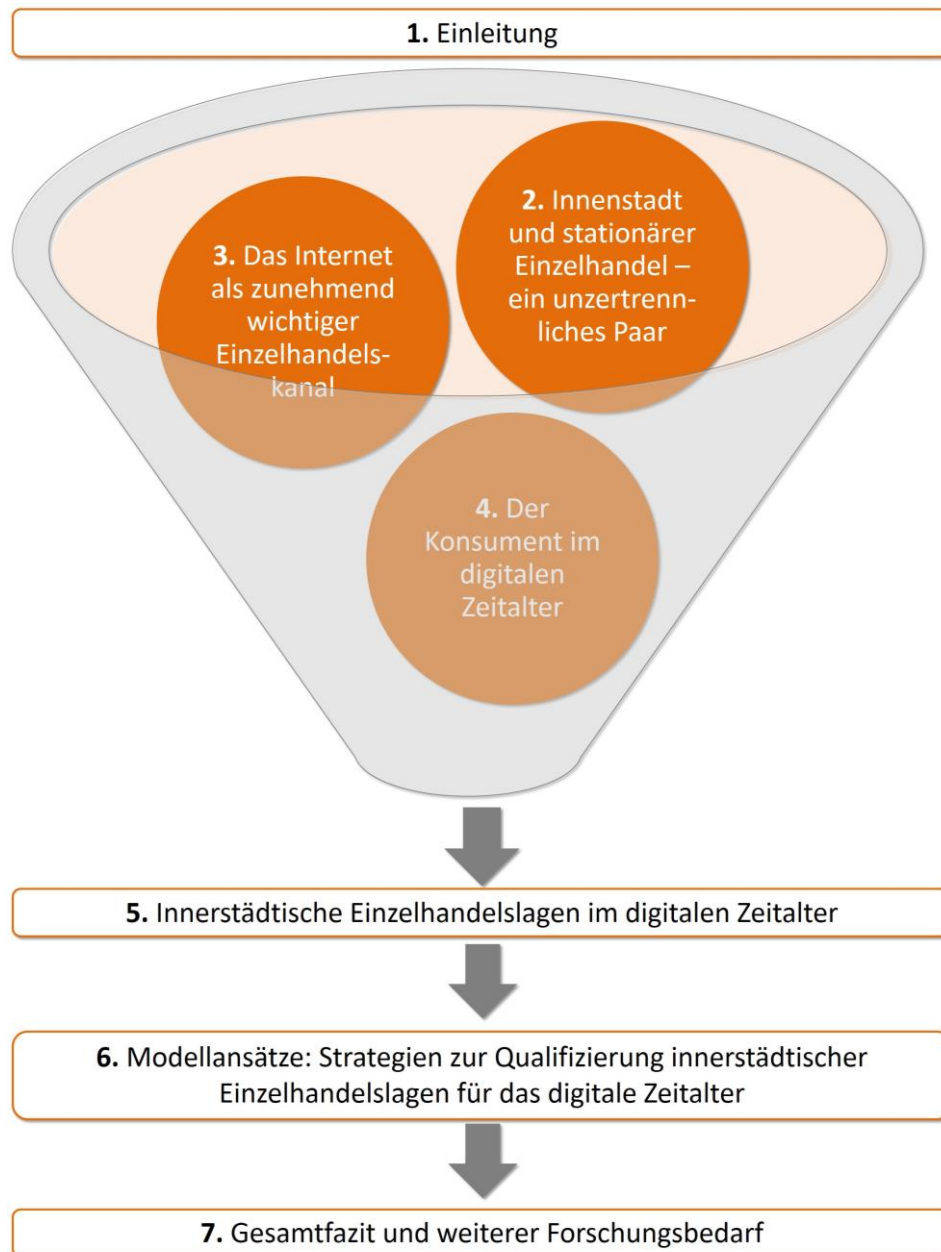 1. Einleitung
2. Innenstadt
und stationärer
Einzelhandel –
ein unzertrenn-
liches Paar
3. Das Internet
als zunehmend
wichtiger
Einzelhandels-
kanal
4. Der
Konsument im
digitalen
Zeitalter
5. Innerstädtische Einzelhandelslagen im digitalen Zeitalter
6. Modellansätze: Strategien zur Qualifizierung innerstädtischer
Einzelhandelslagen für das digitale Zeitalter
7. Gesamtfazit und weiterer Forschungsbedarf